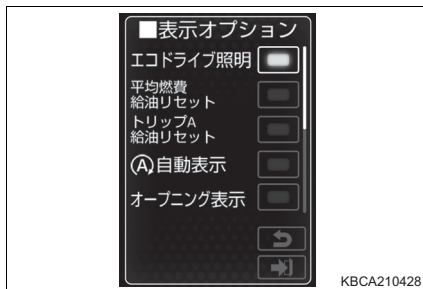 ■表示オプション
エコドライブ照明
平均燃費
給油リセット
トリップA
給油リセット
Ⓐ自動表示
オープニング表示
KBCA210428